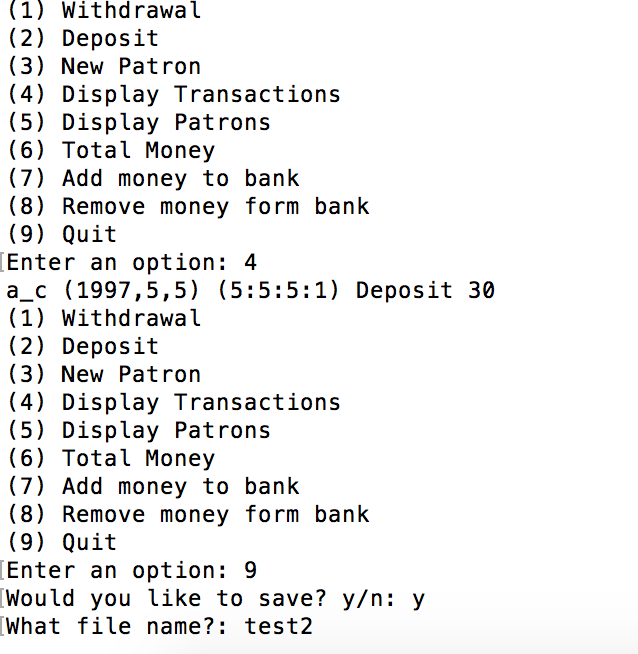 (1) Withdrawal
(2) Deposit
(3) New Patron
(4) Display Transactions
(5) Display Patrons
(6) Total Money
(7) Add money to bank
(8) Remove money form bank
(9) Quit
[Enter an option: 4
a_c (1997,5,5) (5:5:5:1) Deposit 30
(1) Withdrawal
(2) Deposit
(3) New Patron
(4) Display Transactions
(5) Display Patrons
(6) Total Money
(7) Add money to bank
(8) Remove money form bank
(9) Quit
[Enter an option: 9
[Would you like to save? y/n: y
[What file name?: test2